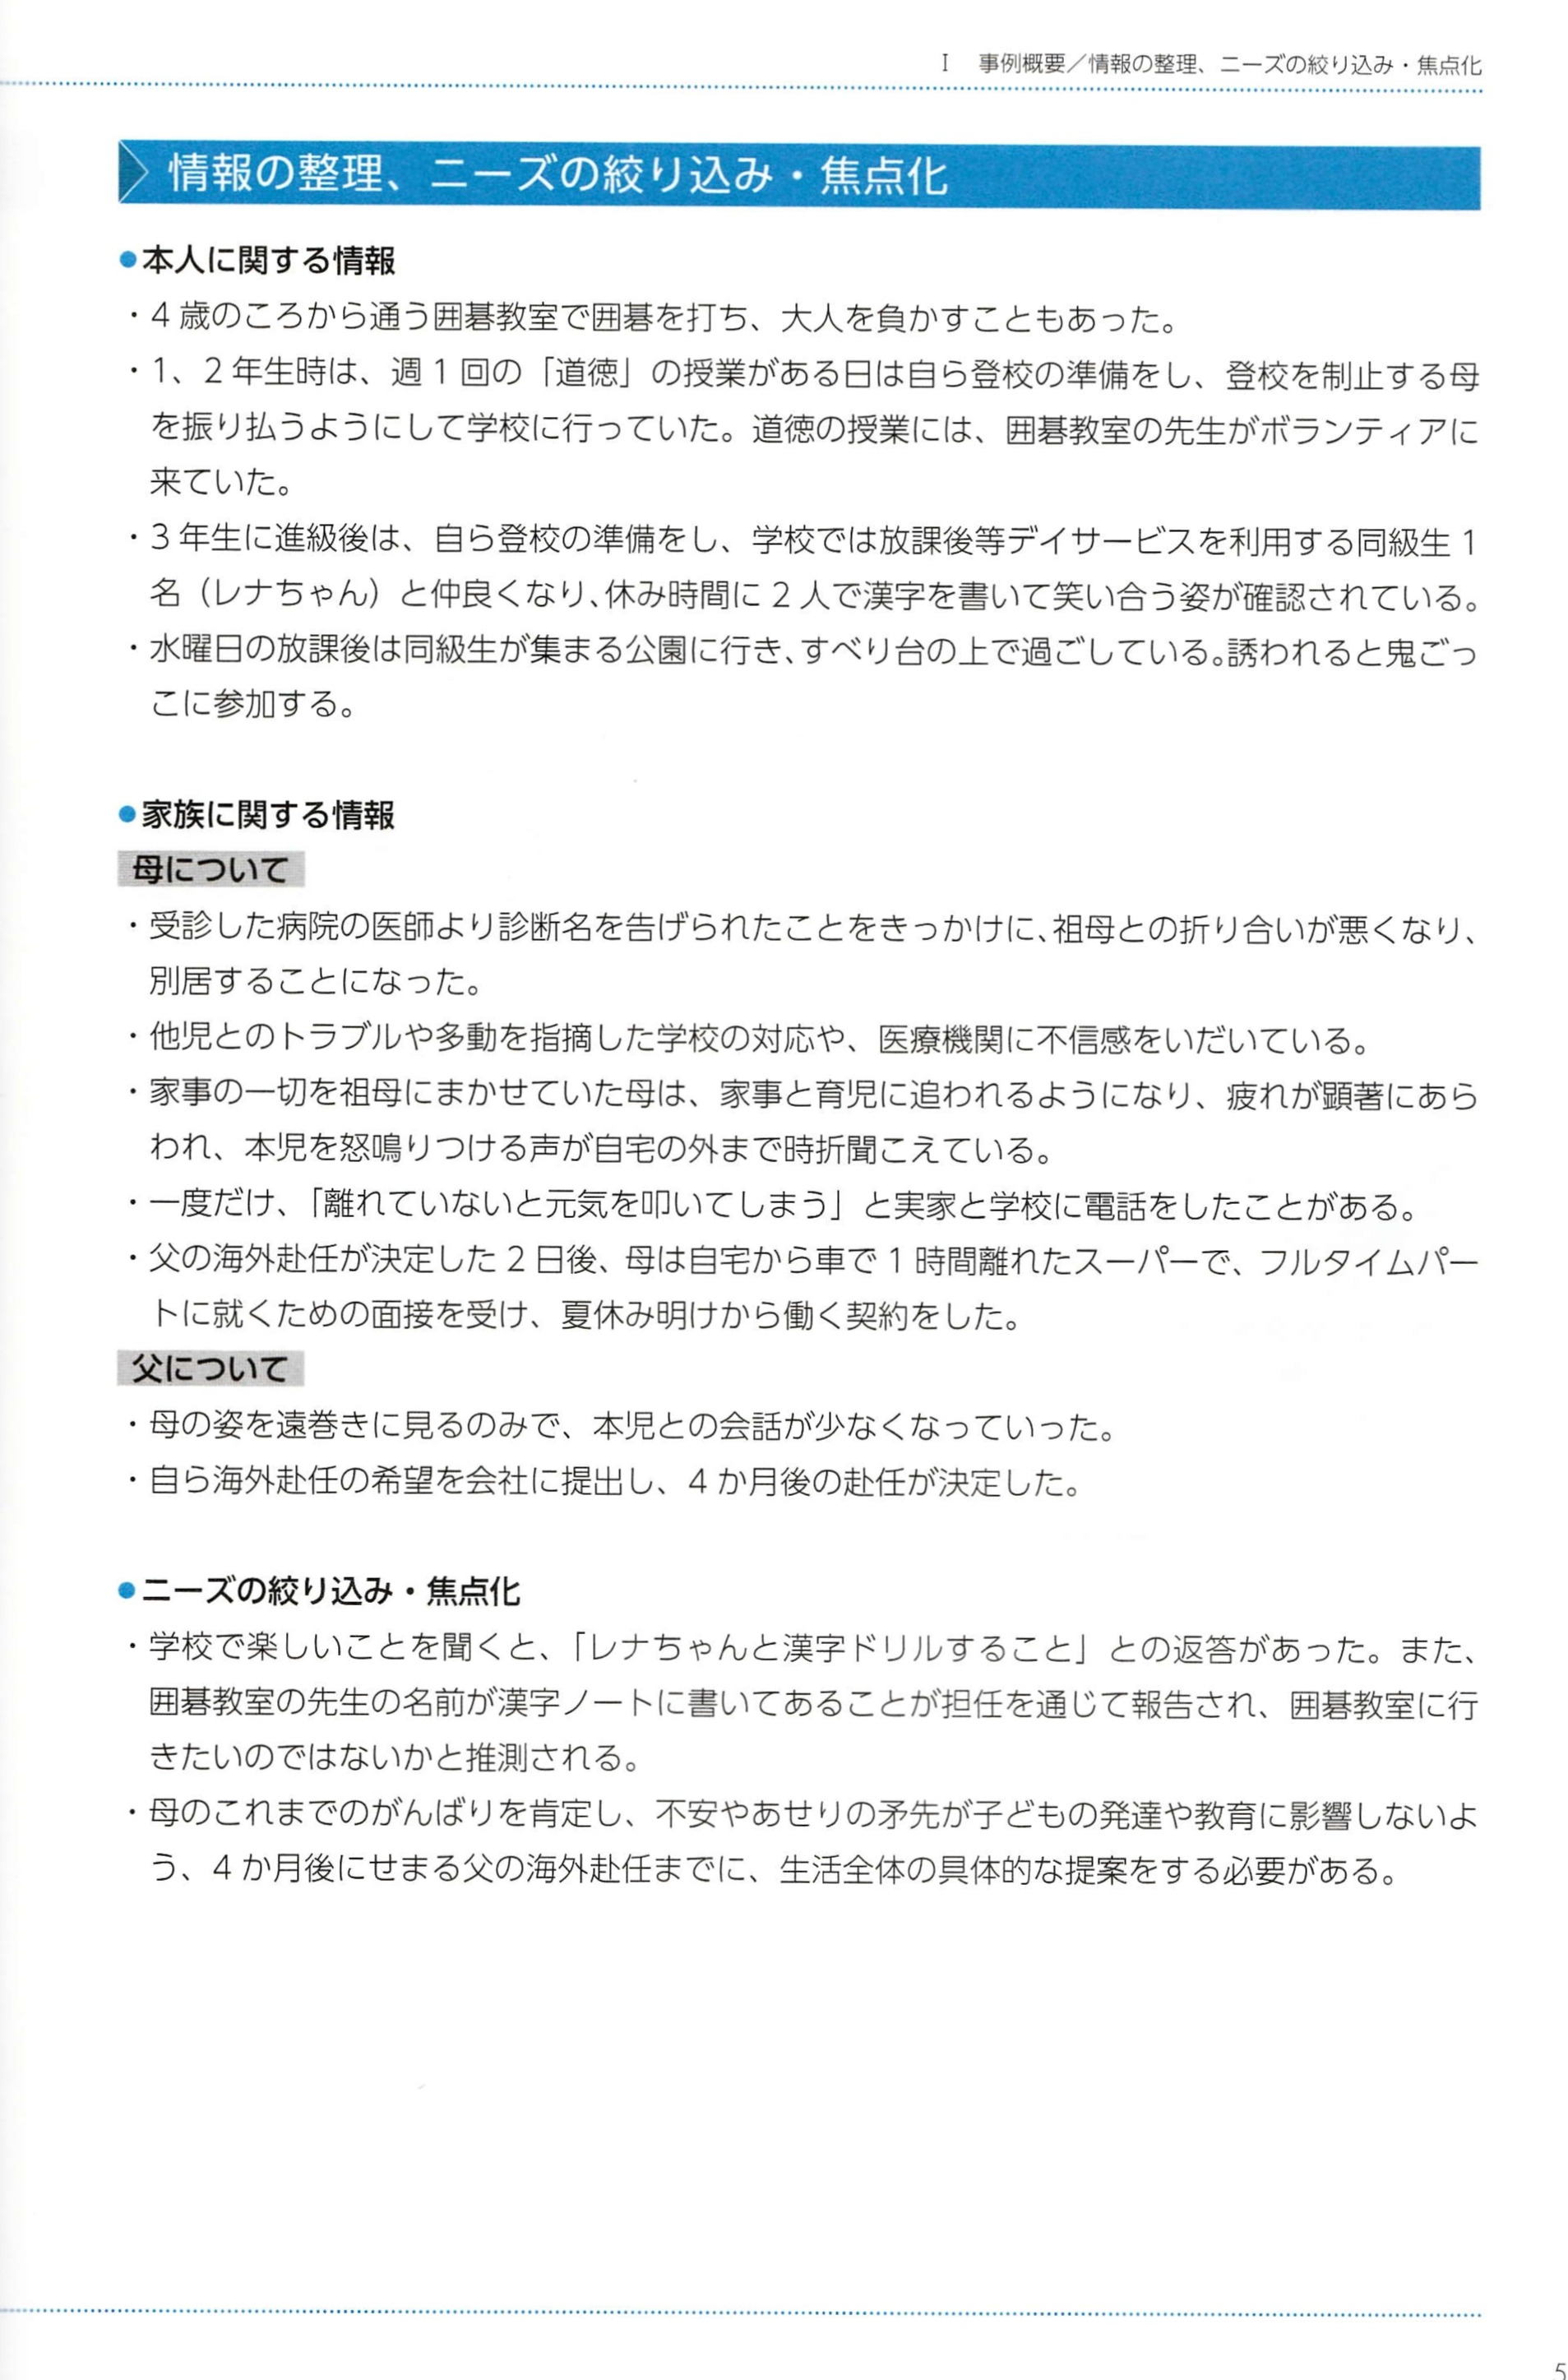 I　事例概要／情報の整理、ニーズの絞り込み・焦点化
情報の整理、ニーズの絞り込み・焦点化
●本人に関する情報
・4歳のころから通う囲碁教室で囲碁を打ち、大人を負かすこともあった。
・1、2年生時は、週1回の「道徳」の授業がある日は自ら登校の準備をし、登校を制止する母
を振り払うようにして学校に行っていた。道徳の授業には、囲碁教室の先生がボランティアに
来ていた。
・3年生に進級後は、自ら登校の準備をし、学校では放課後等デイサービスを利用する同級生1
名（レナちゃん）と仲良くなり、休み時間に2人で漢字を書いて笑い合う姿が確認されている。
・水曜日の放課後は同級生が集まる公園に行き、すべり台の上で過ごしている。誘われると鬼ごっ
こに参加する。
●家族に関する情報
母について
・受診した病院の医師より診断名を告げられたことをきっかけに、祖母との折り合いが悪くなり、
別居することになった。
・他児とのトラブルや多動を指摘した学校の対応や、医療機関に不信感をいだいている。
・家事の一切を祖母にまかせていた母は、家事と育児に追われるようになり、疲れが顕著にあら
われ、本児を怒鳴りつける声が自宅の外まで時折聞こえている。
・一度だけ、「離れていないと元気を叩いてしまう」と実家と学校に電話をしたことがある。
・父の海外赴任が決定した2日後、母は自宅から車で1時間離れたスーパーで、フルタイムパー
トに就くための面接を受け、夏休み明けから働く契約をした。
父について
・母の姿を遠巻きに見るのみで、本児との会話が少なくなっていった。
・自ら海外赴任の希望を会社に提出し、4か月後の赴任が決定した。
●ニーズの絞り込み・焦点化
・学校で楽しいことを聞くと、「レナちゃんと漢字ドリルすること」との返答があった。また、
囲碁教室の先生の名前が漢字ノートに書いてあることが担任を通じて報告され、囲碁教室に行
きたいのではないかと推測される。
・母のこれまでのがんばりを肯定し、不安やあせりの矛先が子どもの発達や教育に影響しないよ
う、4か月後にせまる父の海外赴任までに、生活全体の具体的な提案をする必要がある。
5